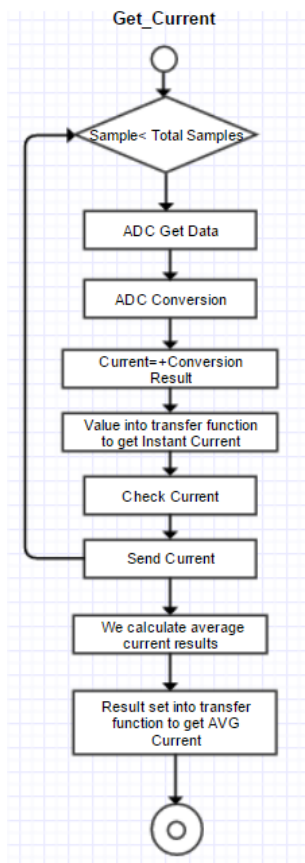 Get_Current
Sample< Total Samples
ADC Get Data
ADC Conversion
Current=+Conversion
Result
Value into transfer function
to get Instant Current
Check Current
Send Current
We calculate average
current results
Result set into transfer
function to get AVG
Current